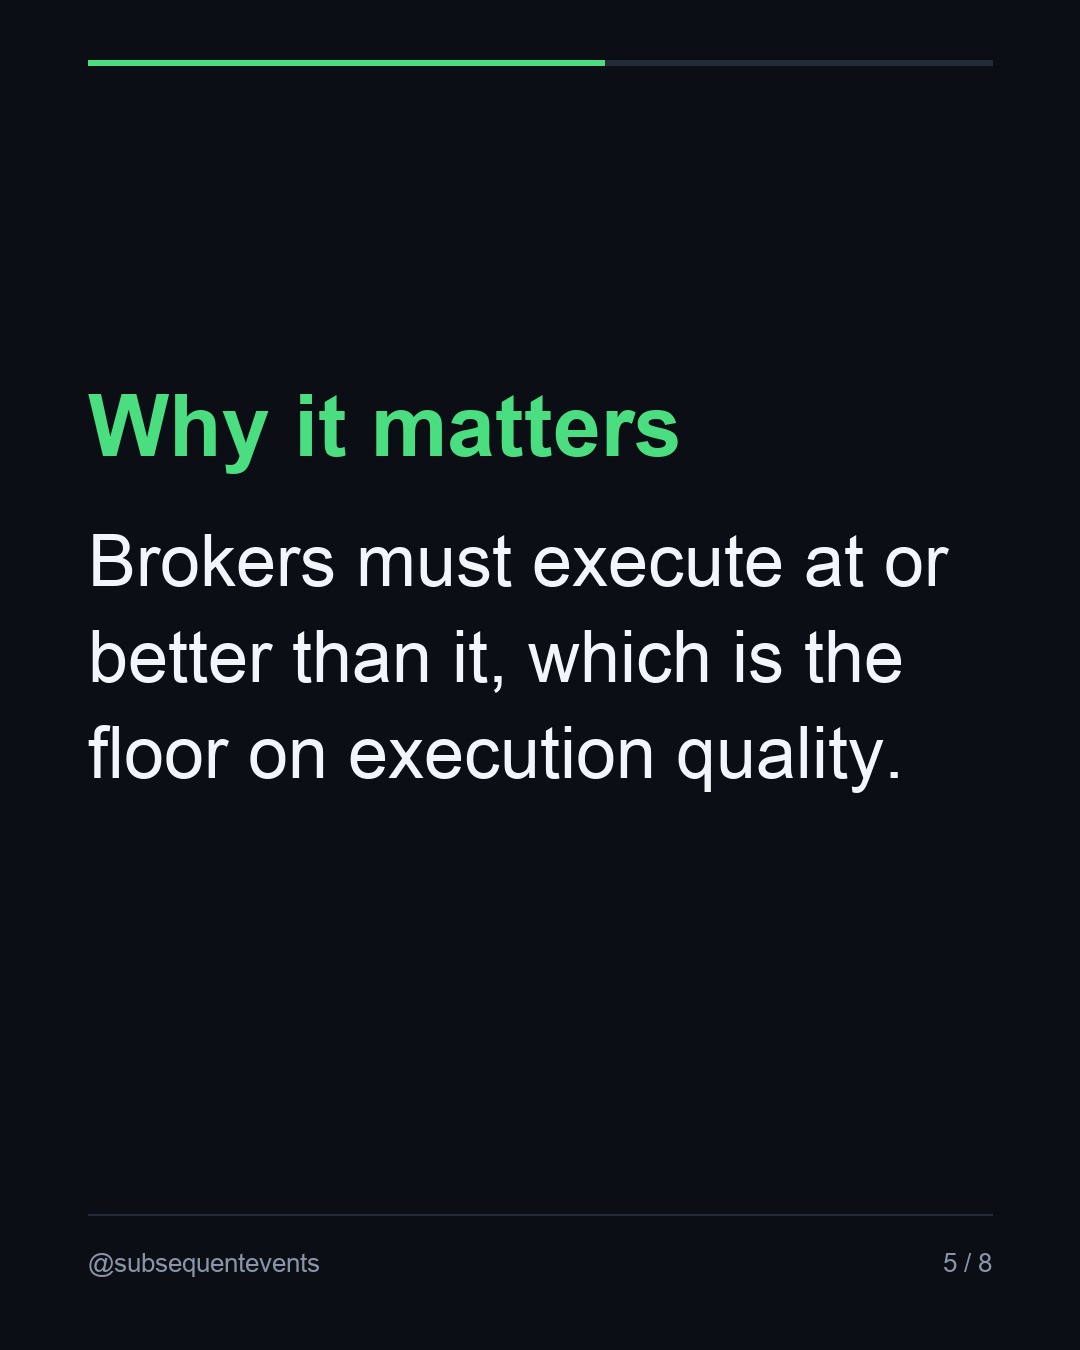 Why it matters
Brokers must execute at or
better than it, which is the
floor on execution quality.
@subsequentevents
5 / 8